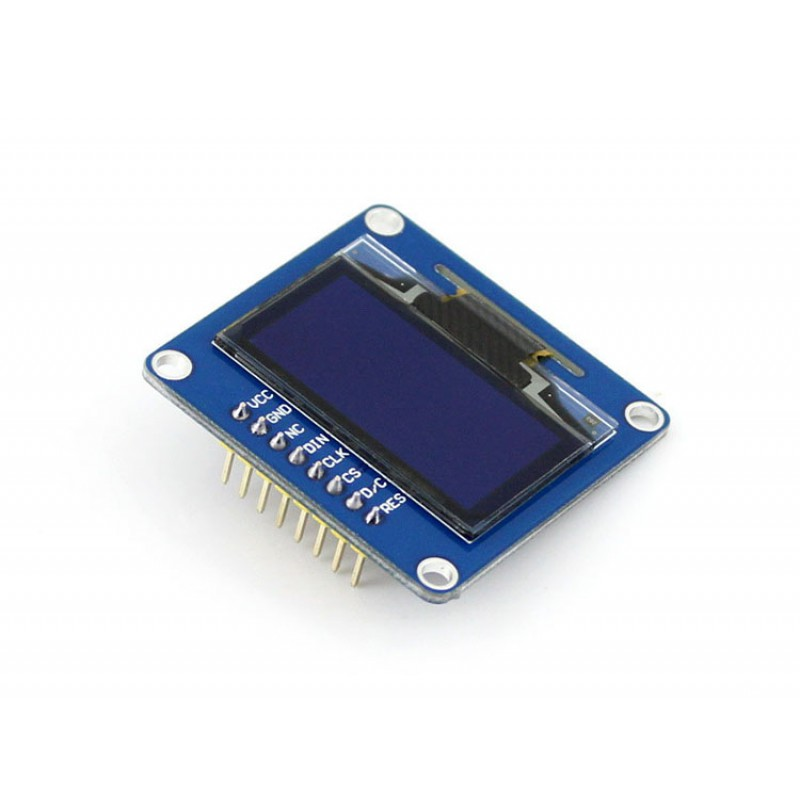 VCC
GND
NC
DIN
CLK
CS
D/C
RES